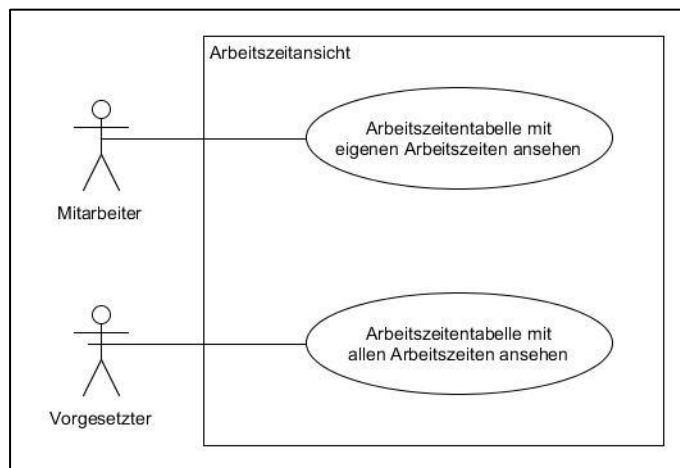 Arbeitszeitansicht
Arbeitszeitentabelle mit
eigenen Arbeitszeiten ansehen
Mitarbeiter
Arbeitszeitentabelle mit
allen Arbeitszeiten ansehen
Vorgesetzter